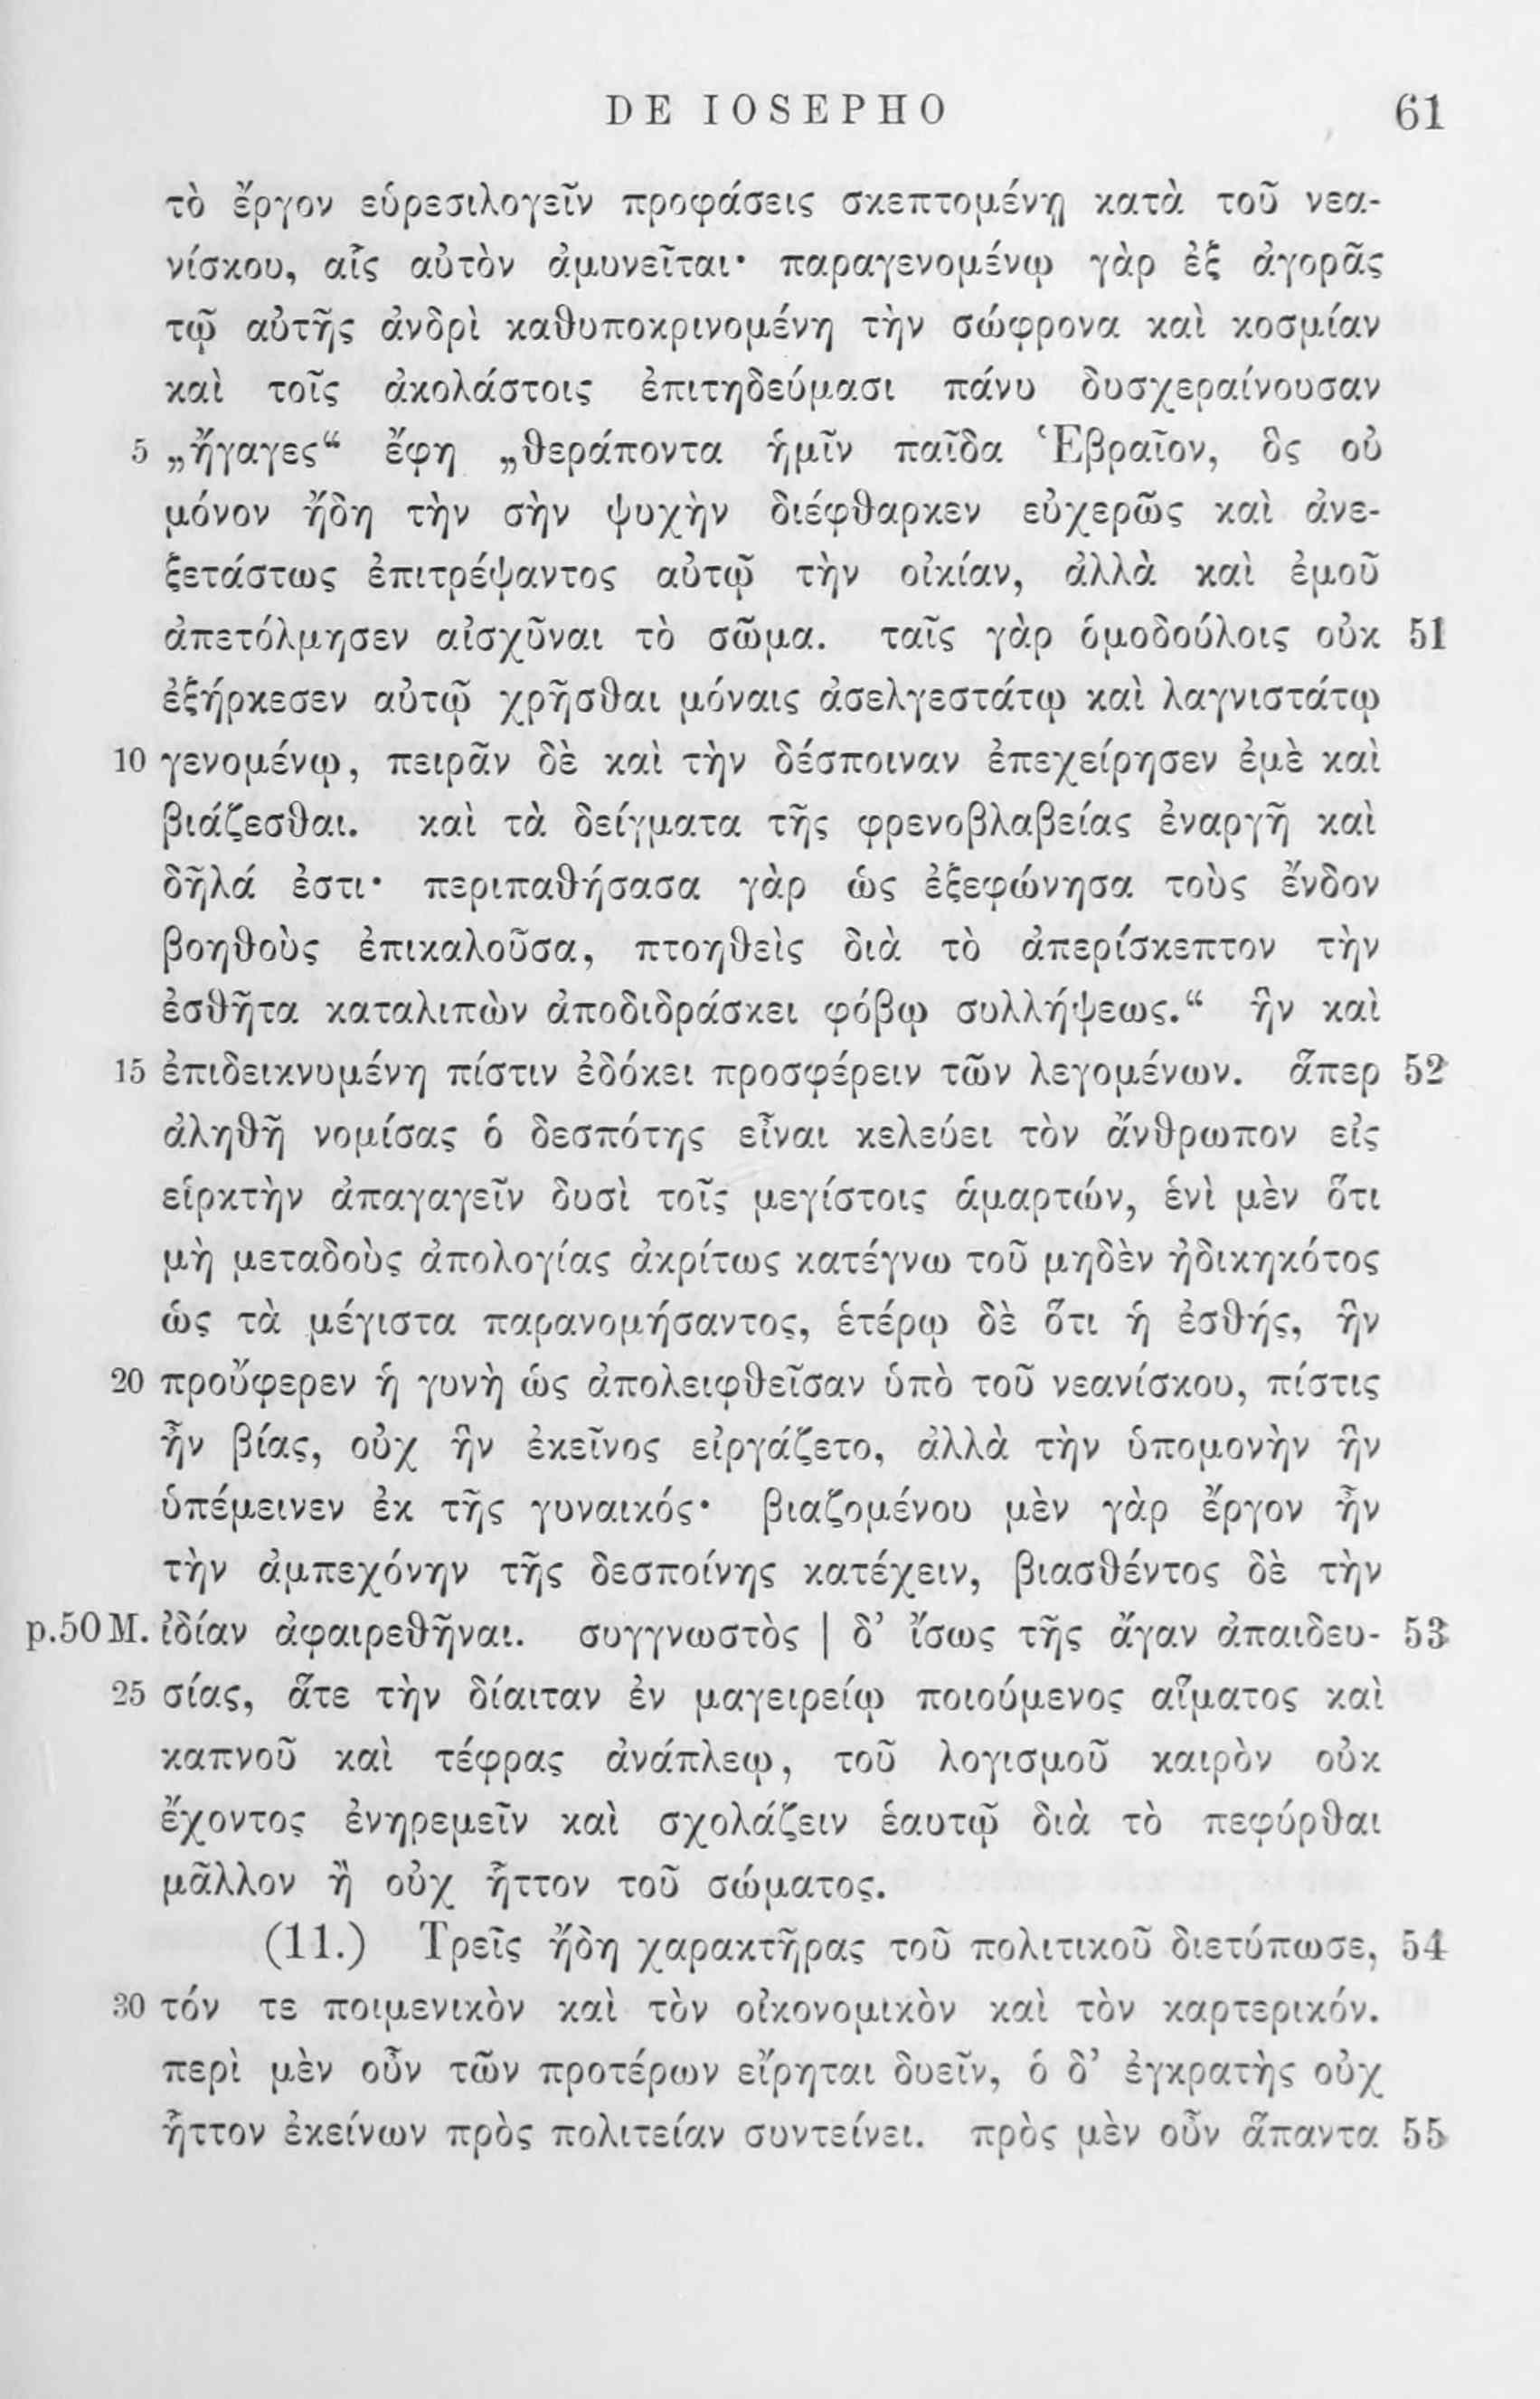 DE IOSEPHO 61
τὸ ἔργον εὑρεσιλογεῖν προφάσεις σκεπτομένῃ κατὰ τοῦ νεα-
νίσκου, αἷς αὐτὸν ἀμυνεῖται· παραγενομένῳ γὰρ ἐξ ἀγορᾶς
τῷ αὐτῆς ἀνδρὶ καθυποκρινομένη τὴν σώφρονα καὶ κοσμίαν
καὶ τοῖς ἀκολάστοις ἐπιτηδεύμασι πάνυ δυσχεραίνουσαν
5 „ἤγαγες“ ἔφη „θεράποντα ἡμῖν παῖδα Ἑβραῖον, ὃς οὐ
μόνον ἤδη τὴν σὴν ψυχὴν διέφθαρκεν εὐχερῶς καὶ ἀνε-
ξετάστως ἐπιτρέψαντος αὐτῷ τὴν οἰκίαν, ἀλλὰ καὶ ἐμοῦ
ἀπετόλμησεν αἰσχῦναι τὸ σῶμα. ταῖς γὰρ ὁμοδούλοις οὐκ 51
ἐξήρκεσεν αὐτῷ χρῆσθαι μόναις ἀσελγεστάτῳ καὶ λαγνιστάτῳ
10 γενομένῳ, πειρᾶν δὲ καὶ τὴν δέσποιναν ἐπεχείρησεν ἐμὲ καὶ
βιάζεσθαι. καὶ τὰ δείγματα τῆς φρενοβλαβείας ἐναργῆ καὶ
δῆλά ἐστι· περιπαθήσασα γὰρ ὡς ἐξεφώνησα τοὺς ἔνδον
βοηθοὺς ἐπικαλοῦσα, πτοηθεὶς διὰ τὸ ἀπερίσκεπτον τὴν
ἐσθῆτα καταλιπὼν ἀποδιδράσκει φόβῳ συλλήψεως.“ ἣν καὶ
15 ἐπιδεικνυμένη πίστιν ἐδόκει προσφέρειν τῶν λεγομένων. ἅπερ 52
ἀληθῆ νομίσας ὁ δεσπότης εἶναι κελεύει τὸν ἄνθρωπον εἰς
εἱρκτὴν ἀπαγαγεῖν δυσὶ τοῖς μεγίστοις ἁμαρτών, ἑνὶ μὲν ὅτι
μὴ μεταδοὺς ἀπολογίας ἀκρίτως κατέγνω τοῦ μηδὲν ἠδικηκότος
ὡς τὰ μέγιστα παρανομήσαντος, ἑτέρῳ δὲ ὅτι ἡ ἐσθής, ἣν
20 προὔφερεν ἡ γυνὴ ὡς ἀπολειφθεῖσαν ὑπὸ τοῦ νεανίσκου, πίστις
ἦν βίας, οὐχ ἣν ἐκεῖνος εἰργάζετο, ἀλλὰ τὴν ὑπομονὴν ἣν
ὑπέμεινεν ἐκ τῆς γυναικός· βιαζομένου μὲν γὰρ ἔργον ἦν
τὴν ἀμπεχόνην τῆς δεσποίνης κατέχειν, βιασθέντος δὲ τὴν
p.50 M. ἰδίαν ἀφαιρεθῆναι. συγγνωστὸς | δ’ ἴσως τῆς ἄγαν ἀπαιδευ- 53
25 σίας, ἅτε τὴν δίαιταν ἐν μαγειρείῳ ποιούμενος αἵματος καὶ
καπνοῦ καὶ τέφρας ἀνάπλεῳ, τοῦ λογισμοῦ καιρὸν οὐκ
ἔχοντος ἐνηρεμεῖν καὶ σχολάζειν ἑαυτῷ διὰ τὸ πεφύρθαι
μᾶλλον ἢ οὐχ ἧττον τοῦ σώματος.
(11.) Τρεῖς ἤδη χαρακτῆρας τοῦ πολιτικοῦ διετύπωσε, 54
30 τόν τε ποιμενικὸν καὶ τὸν οἰκονομικὸν καὶ τὸν καρτερικόν.
περὶ μὲν οὖν τῶν προτέρων εἴρηται δυεῖν, ὁ δ’ ἐγκρατὴς οὐχ
ἧττον ἐκείνων πρὸς πολιτείαν συντείνει. πρὸς μὲν οὖν ἅπαντα 55